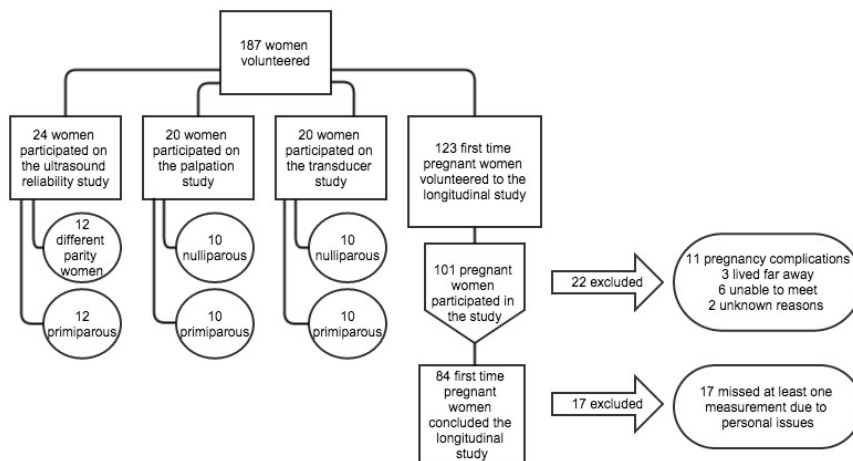 187 women
volunteered
24 women
participated on
the ultrasound
reliability study
20 women
participated on
the palpation
study
20 women
participated on
the transducer
study
123 first time
pregnant women
volunteered to the
longitudinal study
12
different
parity
women
10
nulliparous
10
nulliparous
12
primiparous
10
primiparous
10
primiparous
101 pregnant
women
participated in
the study
22 excluded
11 pregnancy complications
3 lived far away
6 unable to meet
2 unknown reasons
84 first time
pregnant
women
concluded the
longitudinal
study
17 excluded
17 missed at least one
measurement due to
personal issues